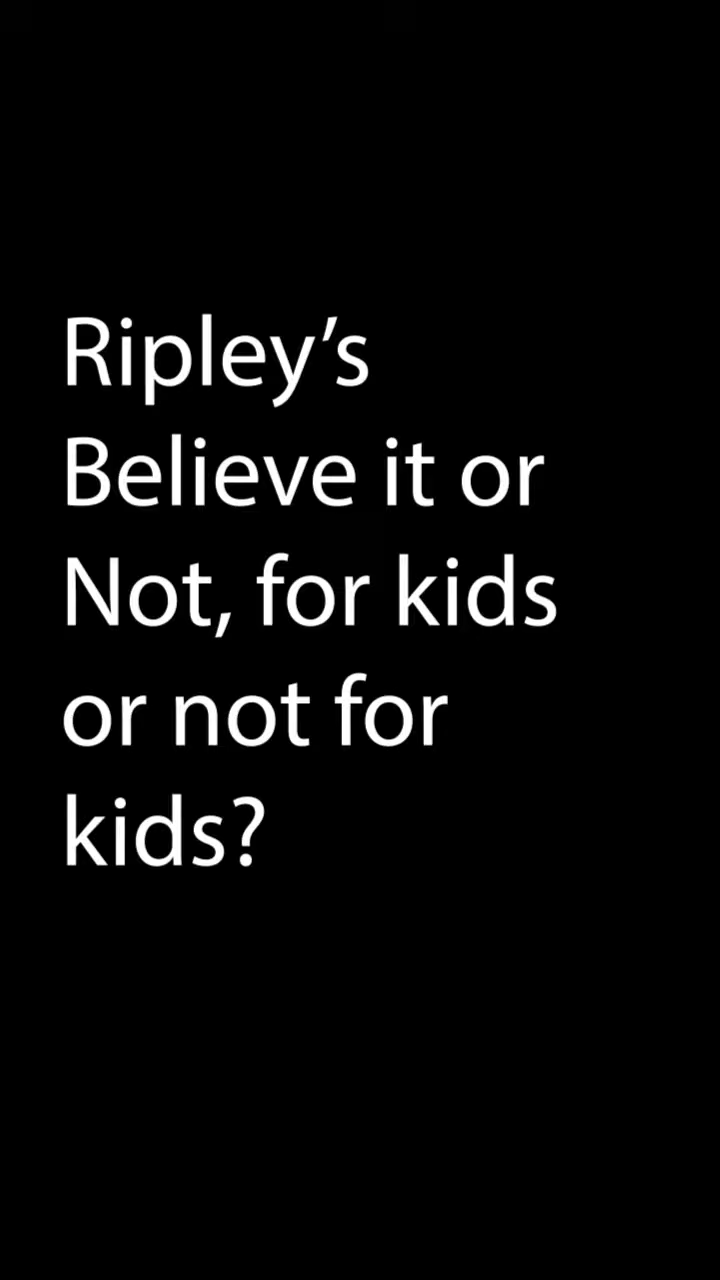 Ripley’s
Believe it or
Not, for kids
or not for
kids?